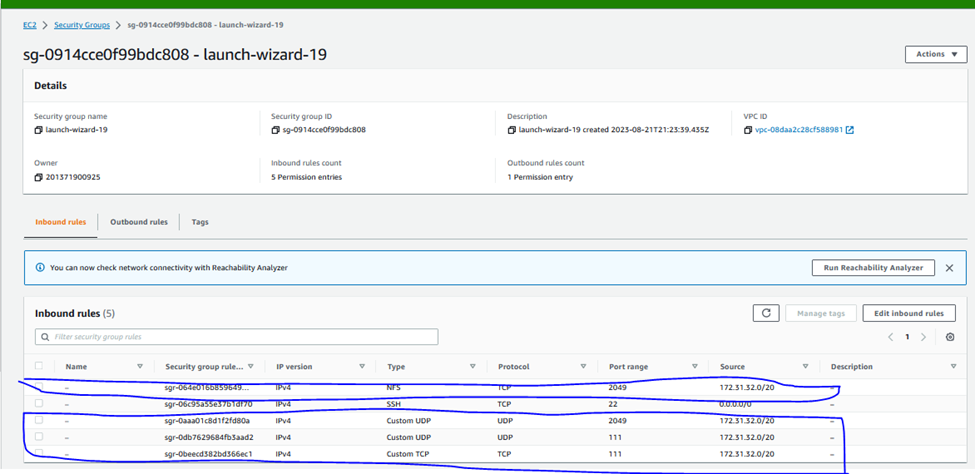 EC2 > Security Groups > sg-0914cce0f99bdc808 - launch-wizard-19
sg-0914cce0f99bdc808 - launch-wizard-19
Actions
Details
Security group name Security group ID Description VPC ID
launch-wizard-19 sg-0914cce0f99bdc808 launch-wizard-19 created 2023-08-21T21:23:39.435Z vpc-08daa2c28cf588981
Owner Inbound rules count Outbound rules count
201371900925 5 Permission entries 1 Permission entry
Inbound rules Outbound rules Tags
You can now check network connectivity with Reachability Analyzer Run Reachability Analyzer
Inbound rules (5) Manage tags Edit inbound rules
Filter security group rules 1
Name Security group rule... IP version Type Protocol Port range Source Description
– sgr-064e016b859649... IPv4 NFS TCP 2049 172.31.32.0/20 –
– sgr-06c95a55e37b1df70 IPv4 SSH TCP 22 0.0.0.0/0 –
– sgr-0aaa01c8d1f2fd80a IPv4 Custom UDP UDP 2049 172.31.32.0/20 –
– sgr-0db7629684fb3aad2 IPv4 Custom UDP UDP 111 172.31.32.0/20 –
– sgr-0beecd382bd366ec1 IPv4 Custom TCP TCP 111 172.31.32.0/20 –